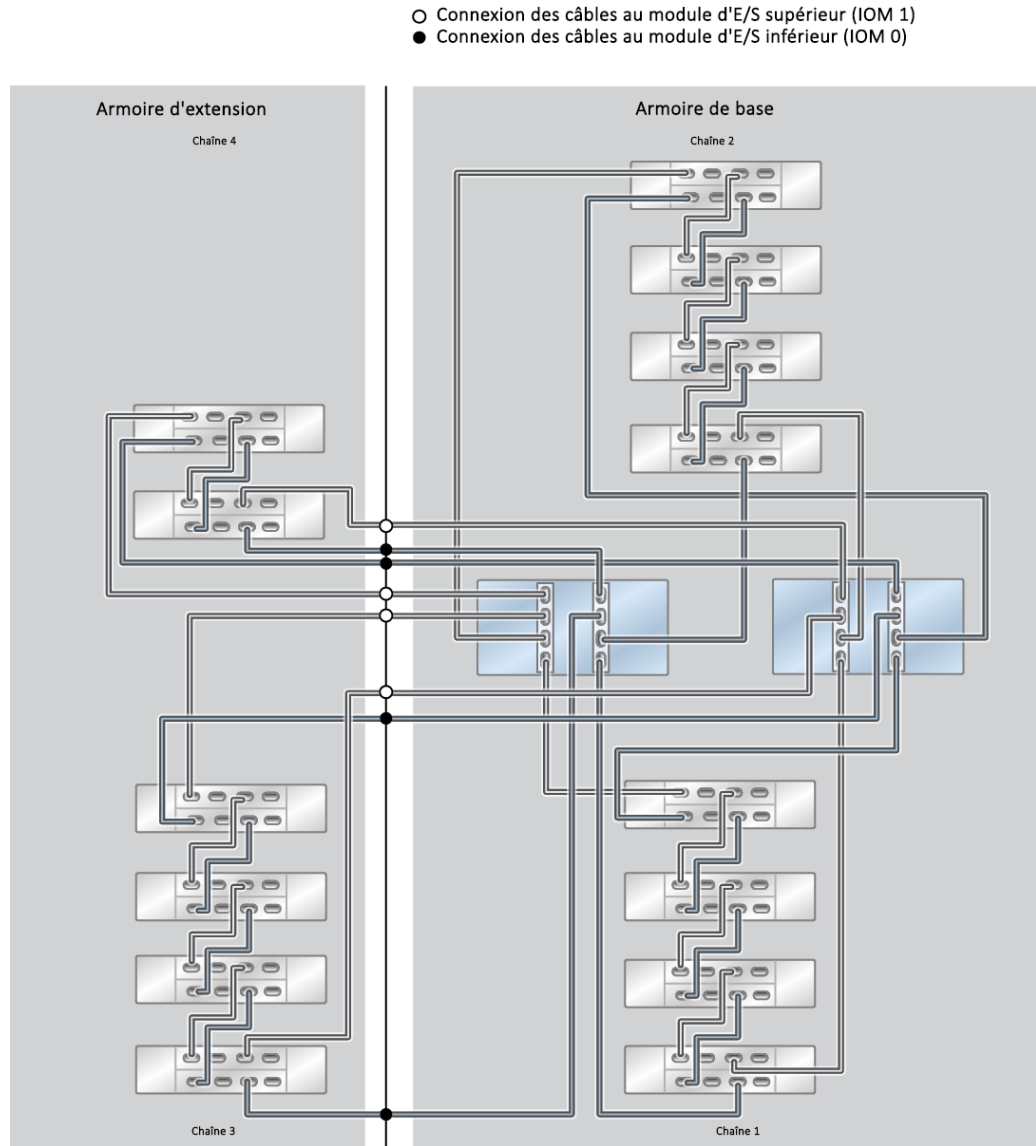 Connexion des câbles au module d'E/S supérieur (IOM 1)
Connexion des câbles au module d'E/S inférieur (IOM 0)
Armoire d'extension
Armoire de base
Chaîne 4
Chaîne 2
Chaîne 3
Chaîne 1